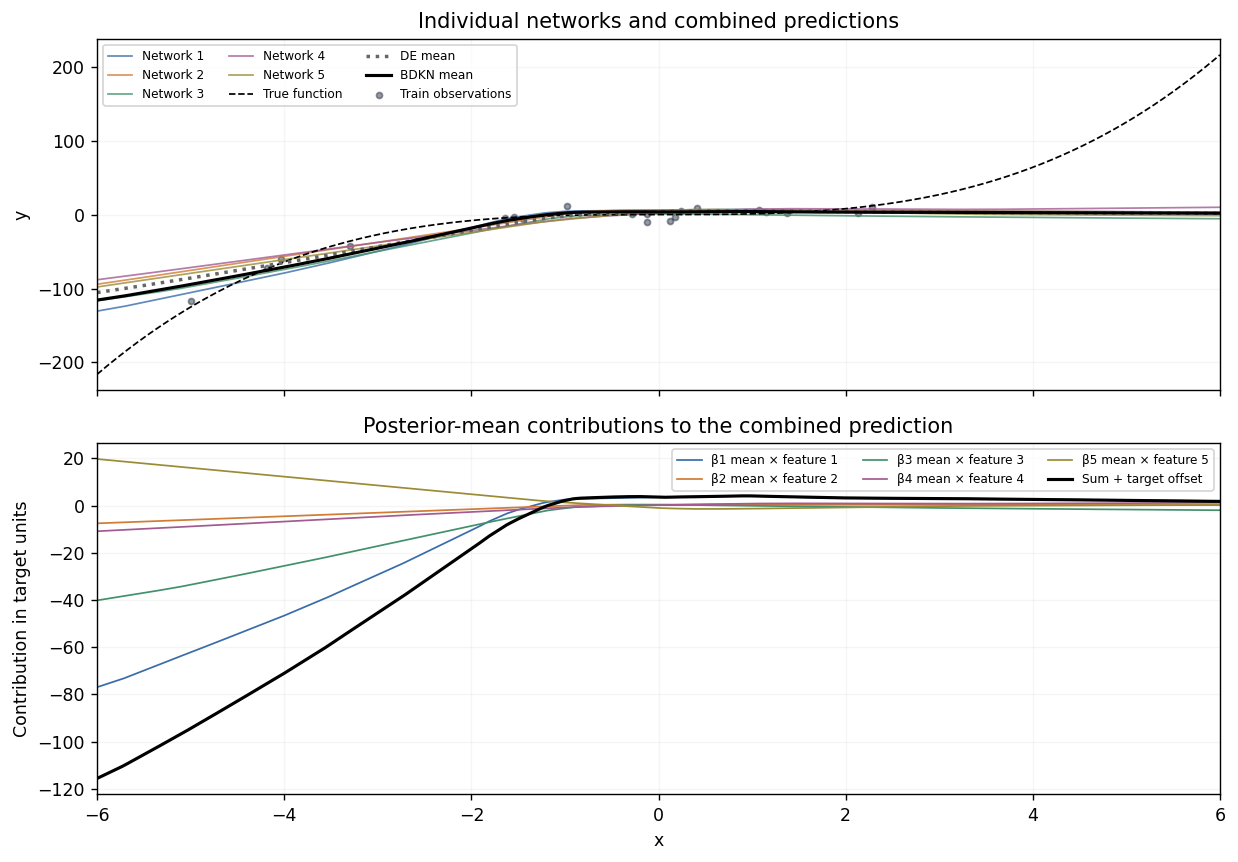 Individual networks and combined predictions
Network 1 Network 4 DE mean
Network 2 Network 5 BDKN mean
Network 3 True function Train observations
200
100
0
−100
−200
y
Posterior-mean contributions to the combined prediction
β1 mean × feature 1 β3 mean × feature 3 β5 mean × feature 5
β2 mean × feature 2 β4 mean × feature 4 Sum + target offset
20
0
−20
−40
−60
−80
−100
−120
Contribution in target units
−6 −4 −2 0 2 4 6
x